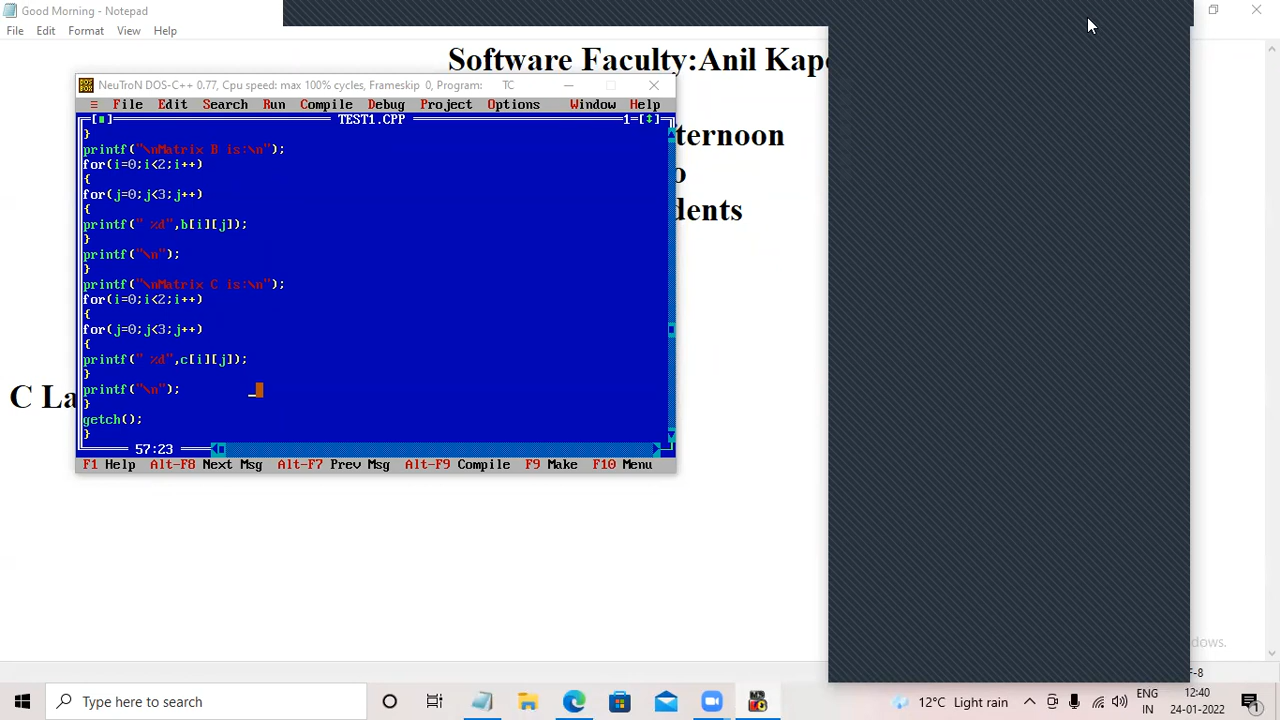 Good Morning - Notepad
File Edit Format View Help
Software Faculty:Anil
ternoon
dents
C
NeuTroN DOS-C++ 0.77, Cpu speed: max 100% cycles, Frameskip 0, Program: TC
≡ File Edit Search Run Compile Debug Project Options Window Help
[■] TEST1.CPP 1=[↕]
}
printf("\nMatrix B is:\n");
for(i=0;i<2;i++)
{
for(j=0;j<3;j++)
{
printf(" %d",b[i][j]);
}
printf("\n");
}
printf("\nMatrix C is:\n");
for(i=0;i<2;i++)
{
for(j=0;j<3;j++)
{
printf(" %d",c[i][j]);
}
printf("\n");
}
getch();
}
57:23
F1 Help Alt-F8 Next Msg Alt-F7 Prev Msg Alt-F9 Compile F9 Make F10 Menu
dows.
F-8
Type here to search
12°C Light rain
ENG
IN
12:40
24-01-2022
1